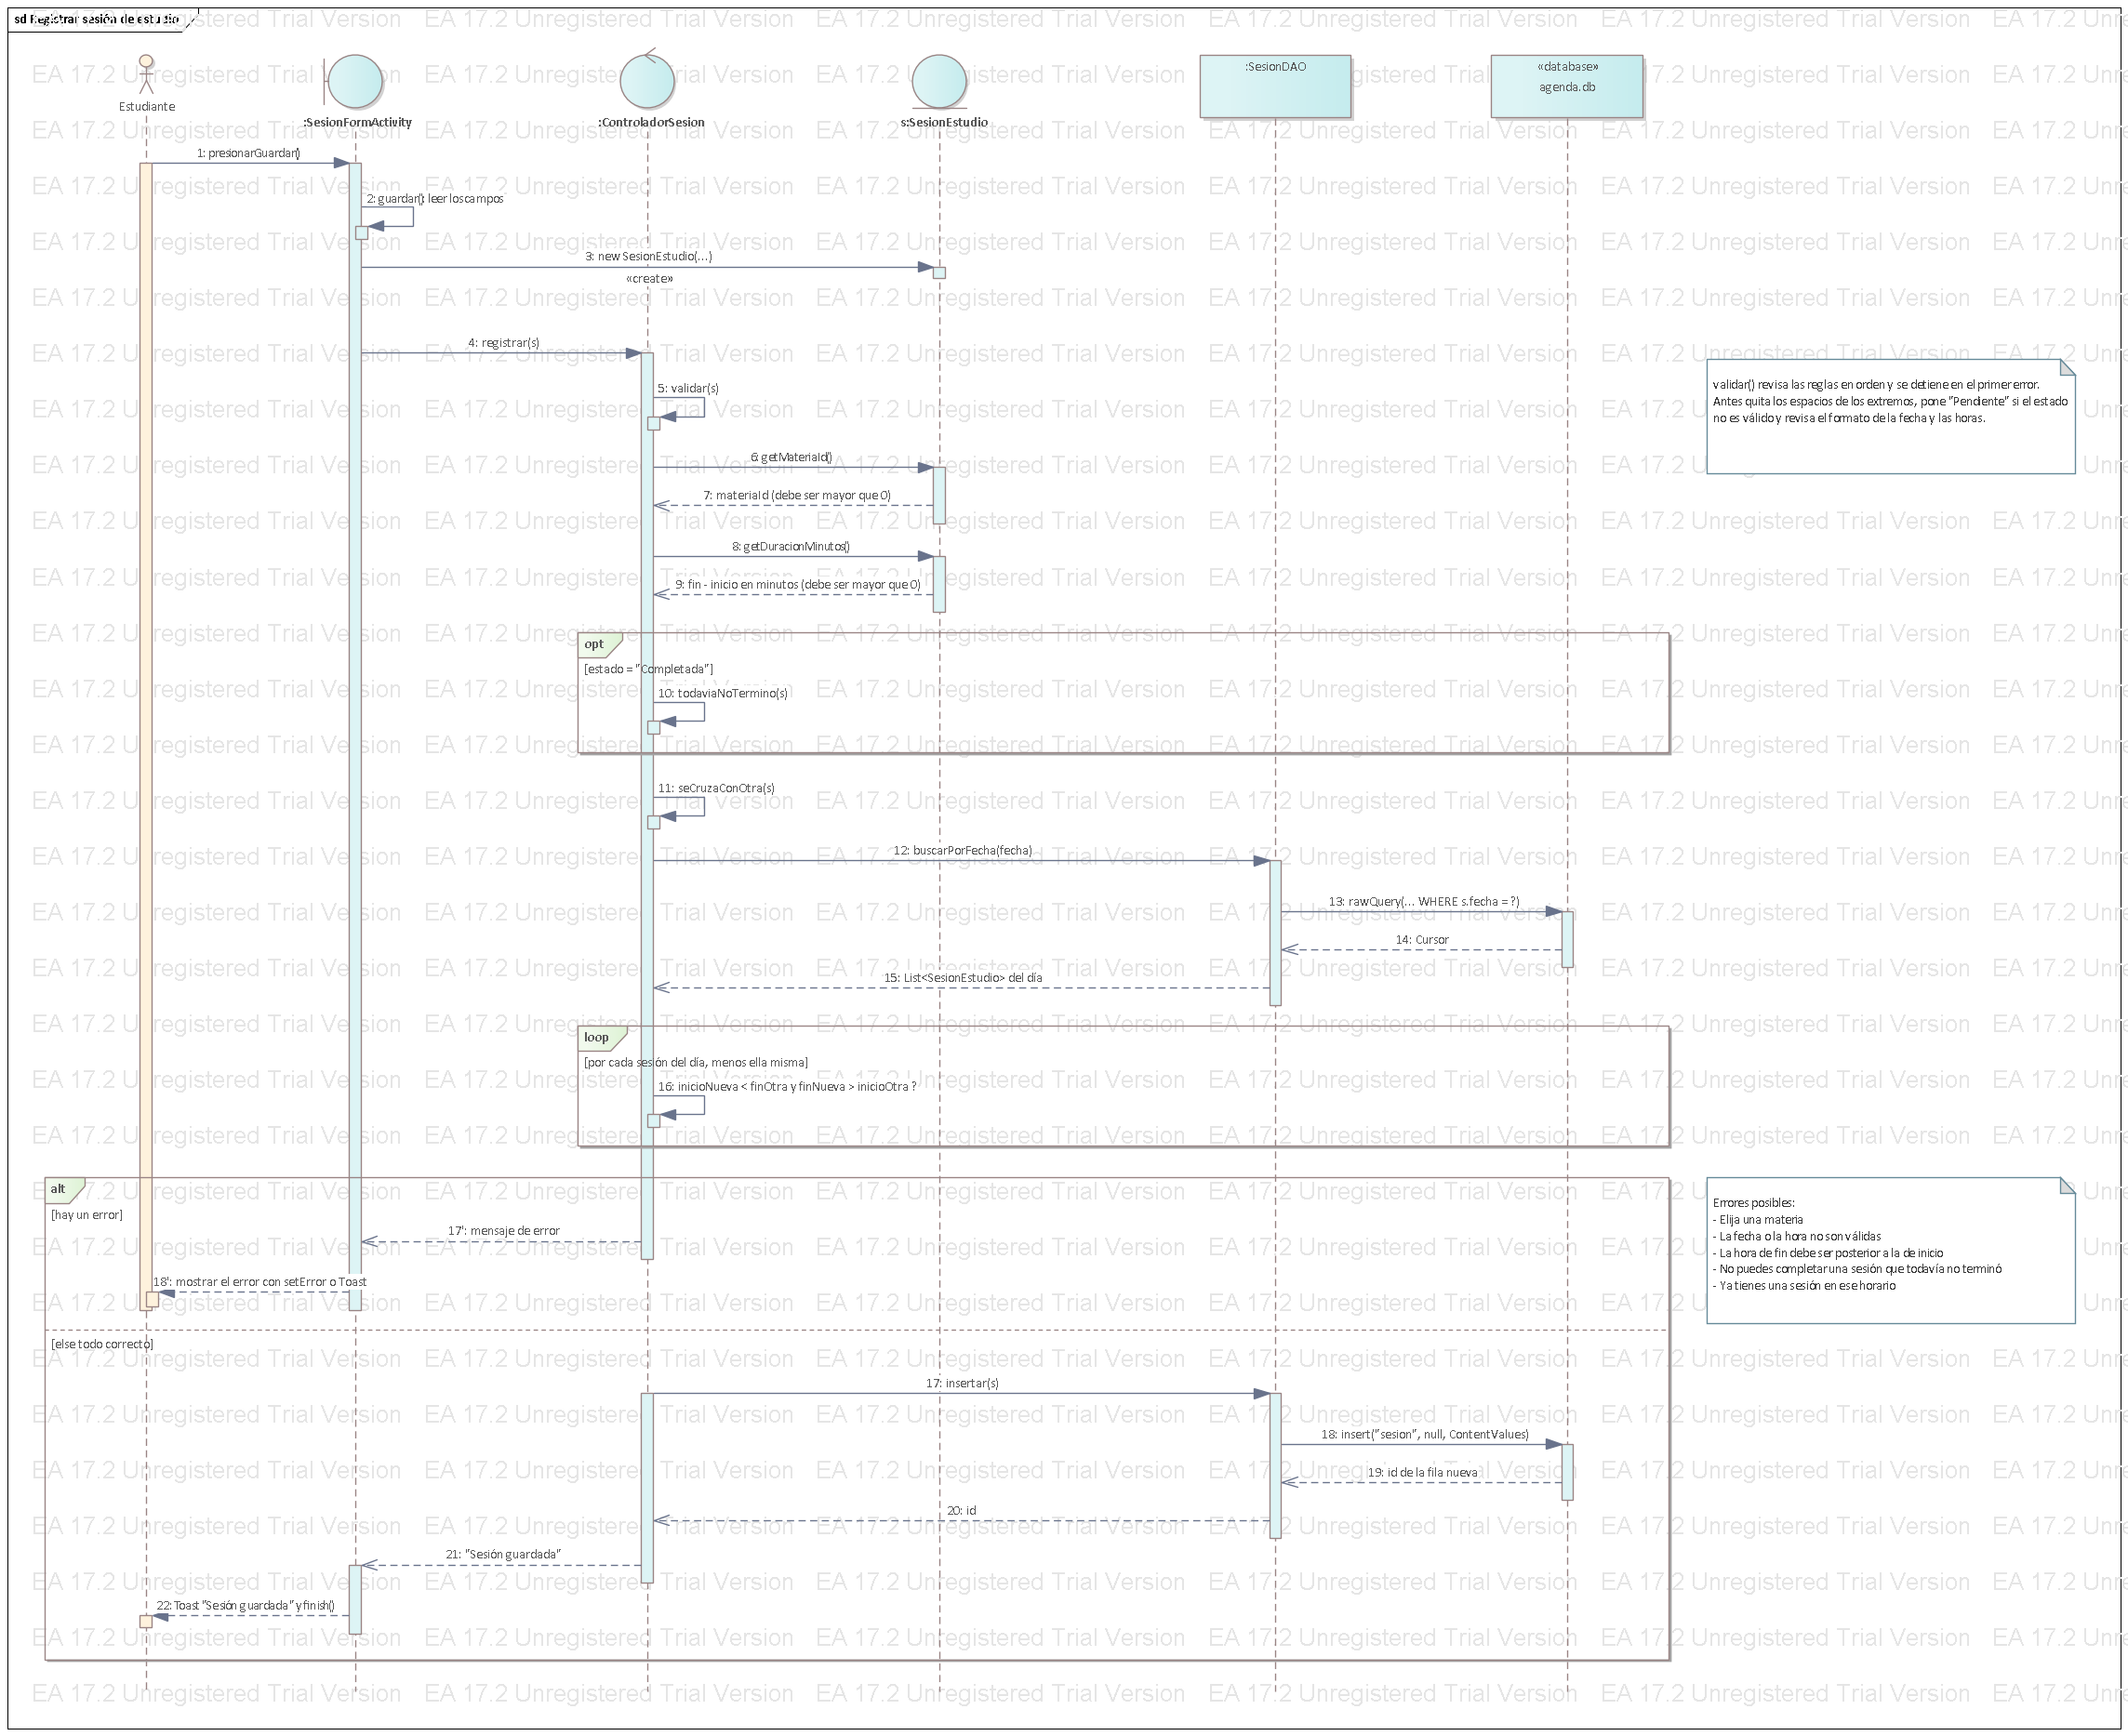 sd Registrar sesión de estudio
Estudiante
:SesionFormActivity
:ControladorSesion
s:SesionEstudio
:SesionDAO
«database»
agenda.db
1: presionarGuardar()
2: guardar(): leer los campos
3: new SesionEstudio(...)
«create»
4: registrar(s)
5: validar(s)
validar() revisa las reglas en orden y se detiene en el primer error.
Antes quita los espacios de los extremos, pone "Pendiente" si el estado
no es válido y revisa el formato de la fecha y las horas.
6: getMateriaId()
7: materiaId (debe ser mayor que 0)
8: getDuracionMinutos()
9: fin - inicio en minutos (debe ser mayor que 0)
opt
[estado = "Completada"]
10: todaviaNoTermino(s)
11: seCruzaConOtra(s)
12: buscarPorFecha(fecha)
13: rawQuery(... WHERE s.fecha = ?)
14: Cursor
15: List<SesionEstudio> del día
loop
[por cada sesión del día, menos ella misma]
16: inicioNueva < finOtra y finNueva > inicioOtra ?
alt
[hay un error]
17': mensaje de error
18': mostrar el error con setError o Toast
Errores posibles:
- Elija una materia
- La fecha o la hora no son válidas
- La hora de fin debe ser posterior a la de inicio
- No puedes completar una sesión que todavía no terminó
- Ya tienes una sesión en ese horario
[else todo correcto]
17: insertar(s)
18: insert("sesion", null, ContentValues)
19: id de la fila nueva
20: id
21: "Sesión guardada"
22: Toast "Sesión guardada" y finish()
EA 17.2 Unregistered Trial Version